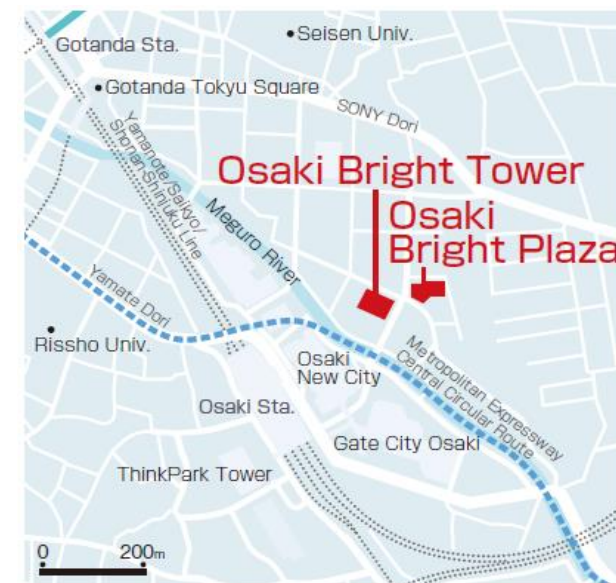 Gotanda Sta.
Seisen Univ.
Gotanda Tokyu Square
SONY Dori
Yamanote/Saikyo/
Shonan-Shinjuku Line
Osaki Bright Tower
Osaki
Bright Plaza
Meguro River
Yamate Dori
Rissho Univ.
Osaki
New City
Metropolitan Expressway
Central Circular Route
Osaki Sta.
Gate City Osaki
ThinkPark Tower
0 200m